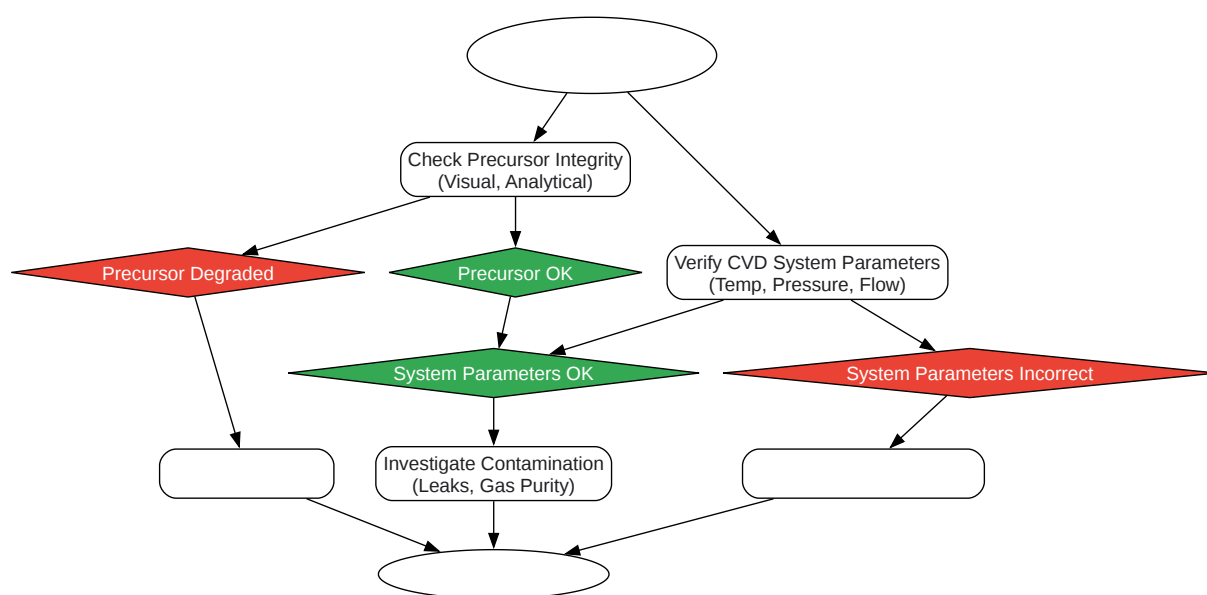 Check Precursor Integrity
(Visual, Analytical)
Precursor Degraded
Precursor OK
Verify CVD System Parameters
(Temp, Pressure, Flow)
System Parameters OK
System Parameters Incorrect
Investigate Contamination
(Leaks, Gas Purity)